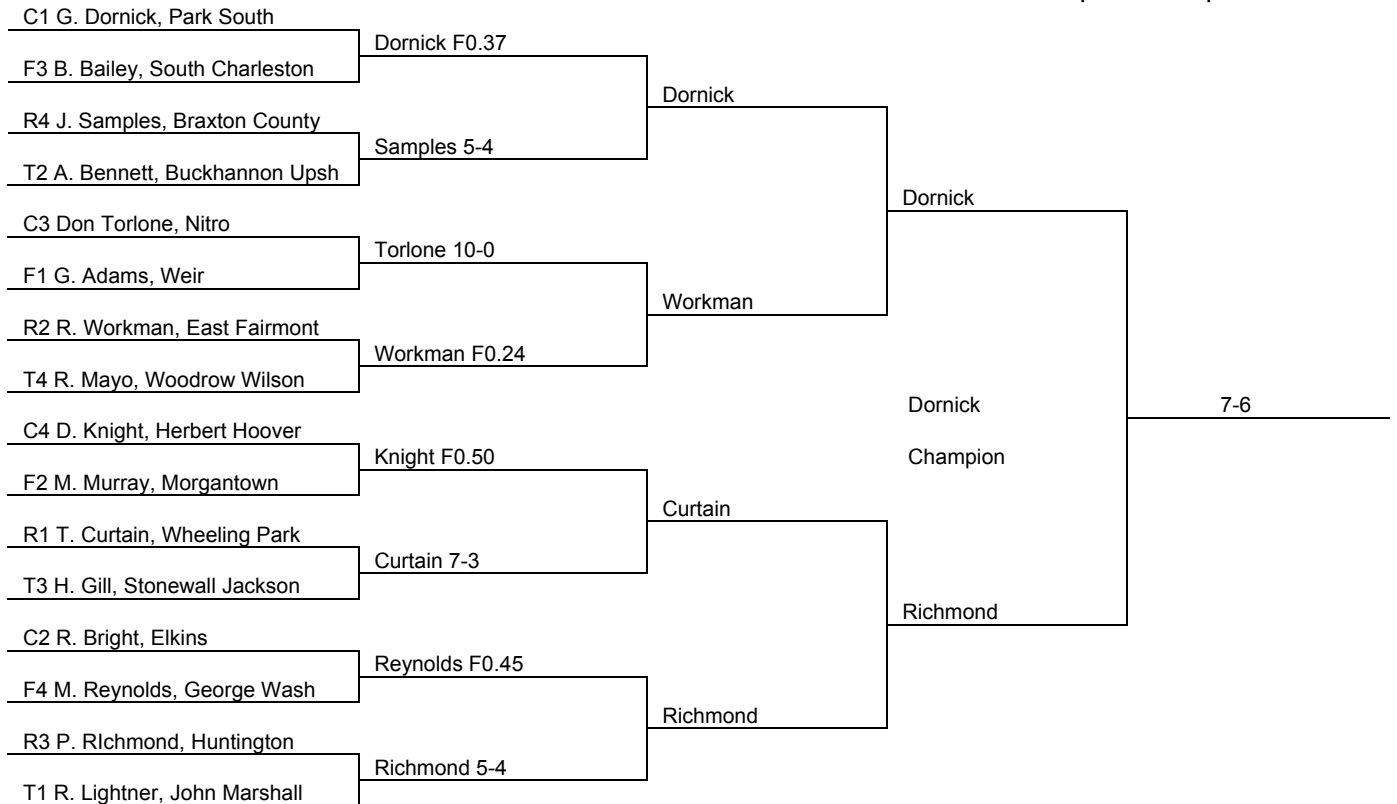 C1 G. Dornick, Park South
Dornick F0.37
F3 B. Bailey, South Charleston
Dornick
R4 J. Samples, Braxton County
Samples 5-4
T2 A. Bennett, Buckhannon Upsh
Dornick
C3 Don Torlone, Nitro
Torlone 10-0
F1 G. Adams, Weir
Workman
R2 R. Workman, East Fairmont
Workman F0.24
T4 R. Mayo, Woodrow Wilson
Dornick 7-6
C4 D. Knight, Herbert Hoover
Knight F0.50
Champion
F2 M. Murray, Morgantown
Curtain
R1 T. Curtain, Wheeling Park
Curtain 7-3
T3 H. Gill, Stonewall Jackson
Richmond
C2 R. Bright, Elkins
Reynolds F0.45
F4 M. Reynolds, George Wash
Richmond
R3 P. RIchmond, Huntington
Richmond 5-4
T1 R. Lightner, John Marshall